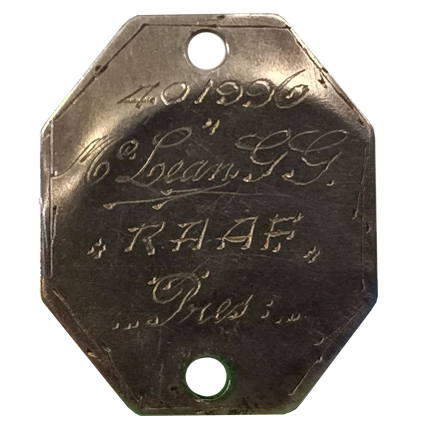 401996
McLean G.G.
RAAF
Pres